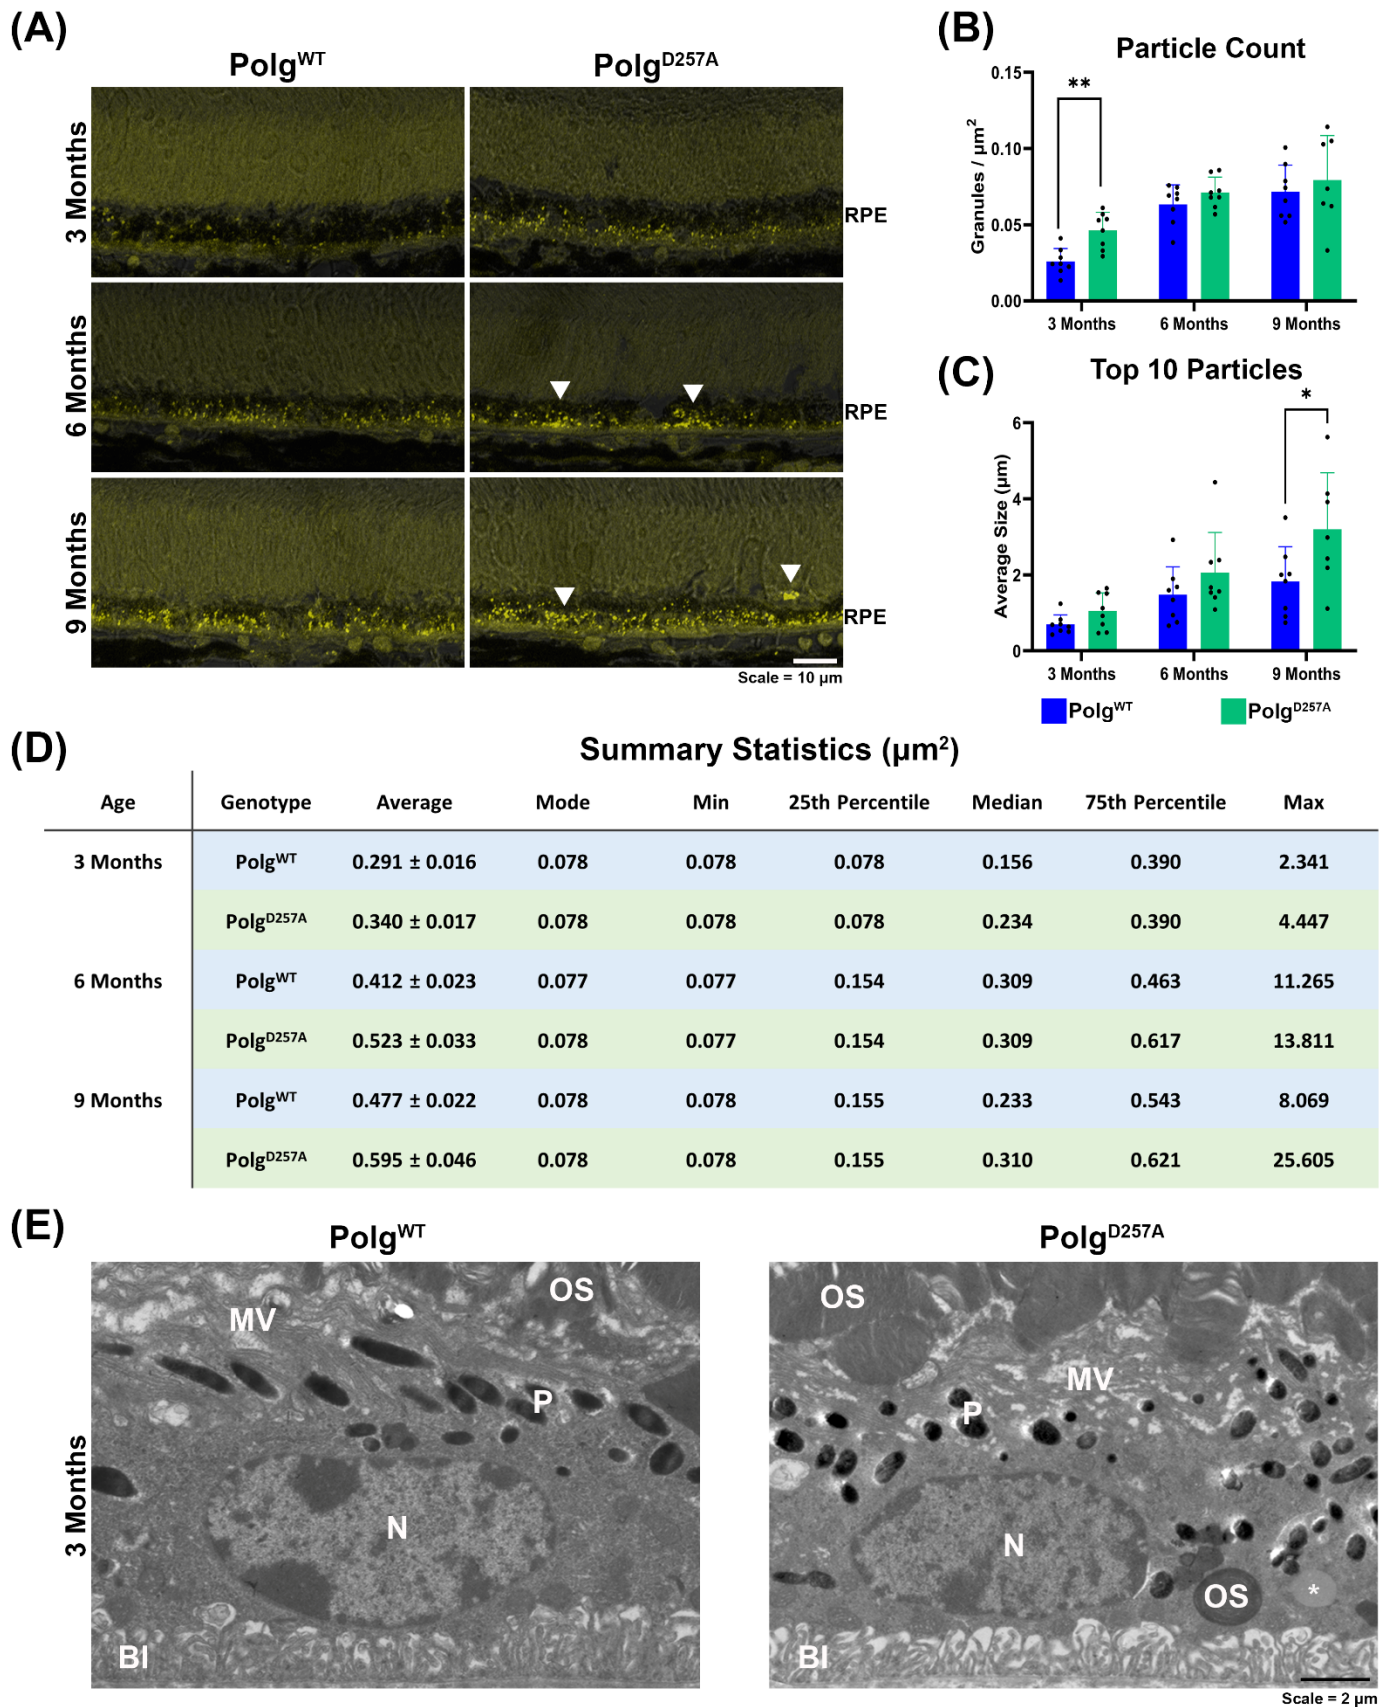 (A)
Polg^WT Polg^D257A
3 Months
RPE
6 Months
RPE
9 Months
RPE
Scale = 10 µm
(B)
Particle Count
Granules / µm²
0.15
0.10
0.05
0.00
**
3 Months 6 Months 9 Months
(C)
Top 10 Particles
Average Size (µm)
6
4
2
0
*
3 Months 6 Months 9 Months
Polg^WT Polg^D257A
(D)
Summary Statistics (µm²)
Age Genotype Average Mode Min 25th Percentile Median 75th Percentile Max
3 Months Polg^WT 0.291 ± 0.016 0.078 0.078 0.078 0.156 0.390 2.341
Polg^D257A 0.340 ± 0.017 0.078 0.078 0.078 0.234 0.390 4.447
6 Months Polg^WT 0.412 ± 0.023 0.077 0.077 0.154 0.309 0.463 11.265
Polg^D257A 0.523 ± 0.033 0.078 0.077 0.154 0.309 0.617 13.811
9 Months Polg^WT 0.477 ± 0.022 0.078 0.078 0.155 0.233 0.543 8.069
Polg^D257A 0.595 ± 0.046 0.078 0.078 0.155 0.310 0.621 25.605
(E)
Polg^WT Polg^D257A
3 Months
OS
MV
P
N
BI
OS
MV
P
N
OS
*
BI
Scale = 2 µm